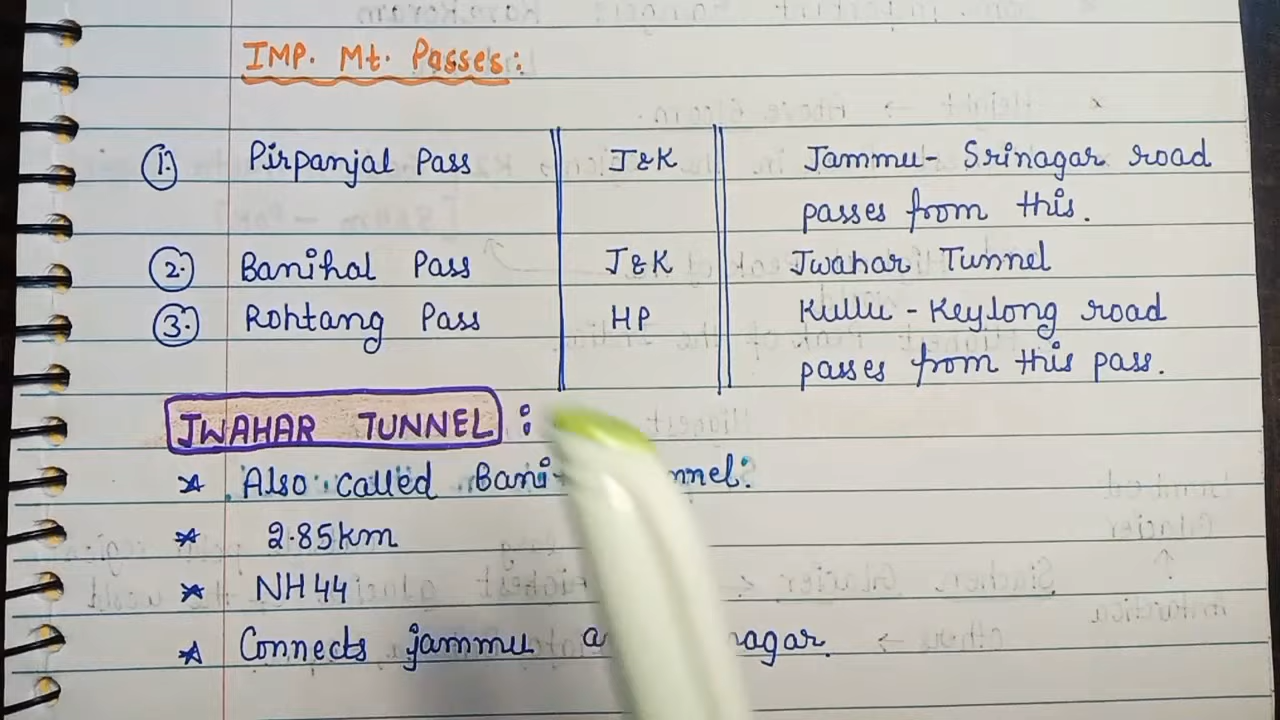 IMP. Mt. Passes:
1. Pirpanjal Pass J&K Jammu- Srinagar road
passes from this.
2. Banihal Pass J&K Jwahar Tunnel
3. Rohtang Pass HP Kullu - Keylong road
passes from this pass.
JWAHAR TUNNEL :
* Also called
* 2.85km
* NH44
* Connects jammu